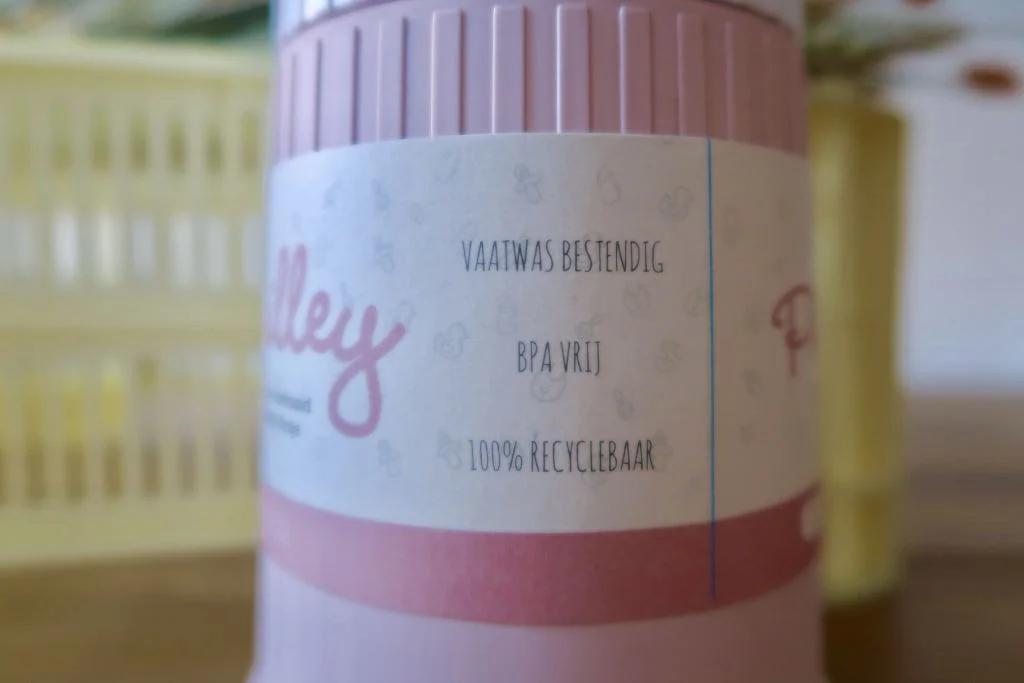 VAATWAS BESTENDIG
BPA VRIJ
100% RECYCLEBAAR